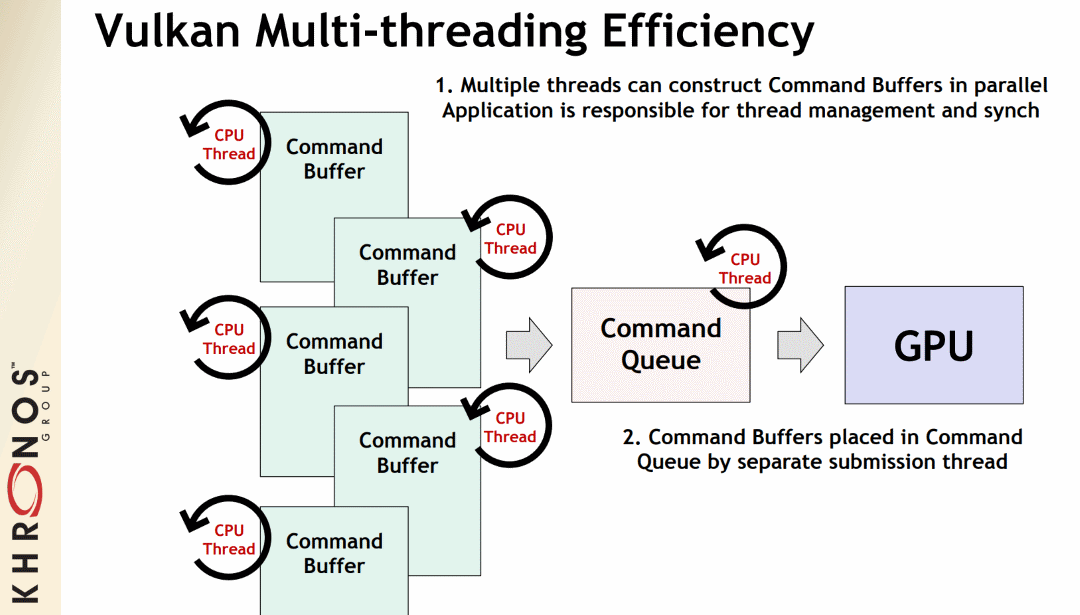 Vulkan Multi-threading Efficiency
1. Multiple threads can construct Command Buffers in parallel
Application is responsible for thread management and synch
CPU
Thread
Command
Buffer
CPU
Thread
Command
Buffer
CPU
Thread
Command
Buffer
CPU
Thread
Command
Buffer
CPU
Thread
Command
Buffer
CPU
Thread
Command
Queue
GPU
2. Command Buffers placed in Command
Queue by separate submission thread
KHRONOS™
GROUP